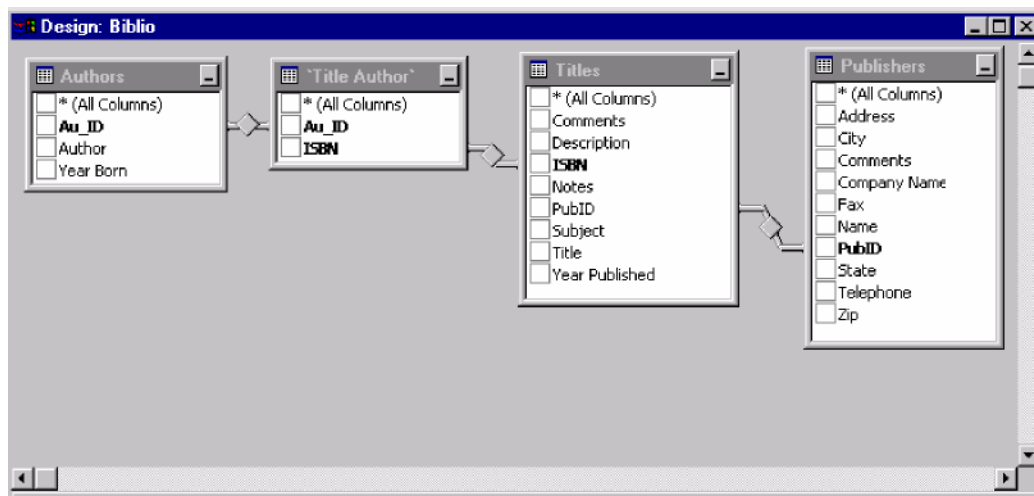 Design: Biblio
Authors
* (All Columns)
Au_ID
Author
Year Born
`Title Author`
* (All Columns)
Au_ID
ISBN
Titles
* (All Columns)
Comments
Description
ISBN
Notes
PubID
Subject
Title
Year Published
Publishers
* (All Columns)
Address
City
Comments
Company Name
Fax
Name
PubID
State
Telephone
Zip